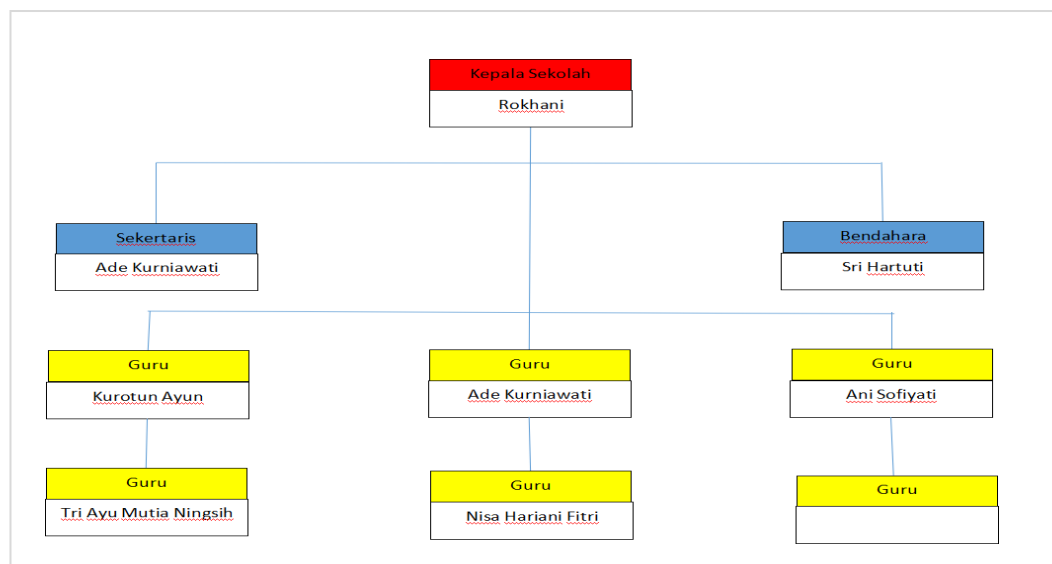 Kepala Sekolah
Rokhani
Sekertaris
Ade Kurniawati
Bendahara
Sri Hartuti
Guru
Kurotun Ayun
Guru
Ade Kurniawati
Guru
Ani Sofiyati
Guru
Tri Ayu Mutia Ningsih
Guru
Nisa Hariani Fitri
Guru